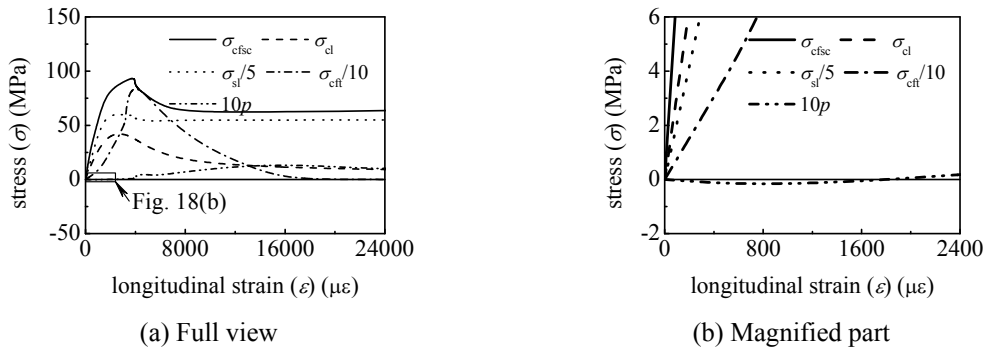 150
100
50
0
-50
0
8000
16000
24000
stress (σ) (MPa)
σcfsc
σcl
σsl/5
σcft/10
10p
Fig. 18(b)
longitudinal strain (ε) (με)
(a) Full view
6
4
2
0
-2
0
800
1600
2400
stress (σ) (MPa)
σcfsc
σcl
σsl/5
σcft/10
10p
longitudinal strain (ε) (με)
(b) Magnified part